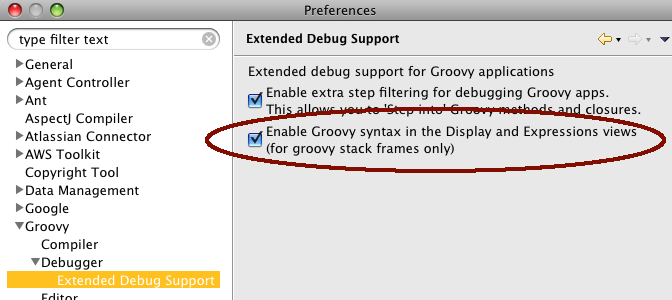 Preferences
type filter text
General
Agent Controller
Ant
AspectJ Compiler
Atlassian Connector
AWS Toolkit
Copyright Tool
Data Management
Google
Groovy
Compiler
Debugger
Extended Debug Support
Editor
Extended Debug Support
Extended debug support for Groovy applications
Enable extra step filtering for debugging Groovy apps.
This allows you to 'Step into' Groovy methods and closures.
Enable Groovy syntax in the Display and Expressions views
(for groovy stack frames only)